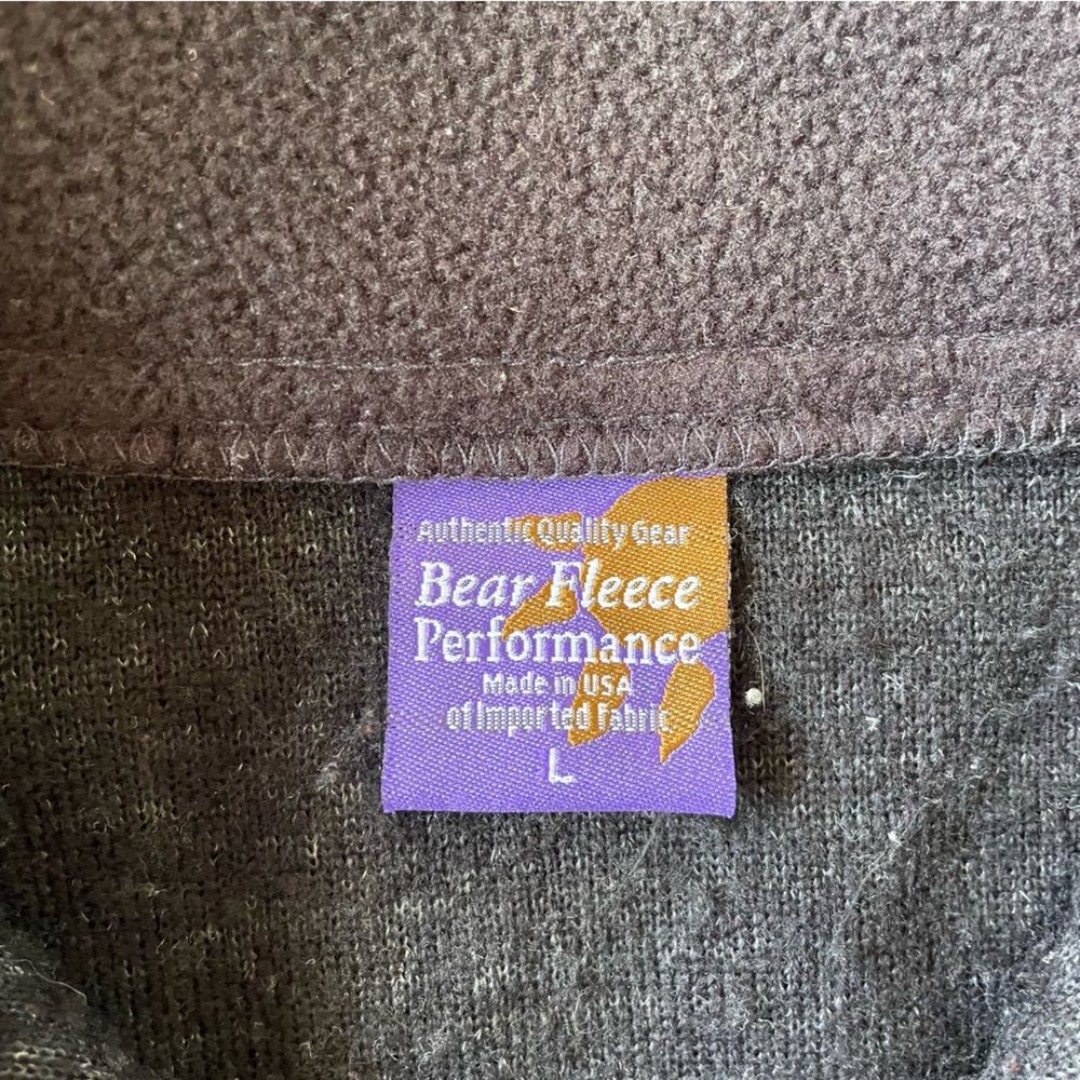 Authentic Quality Gear
Bear Fleece
Performance
Made in USA
of Imported Fabric
L